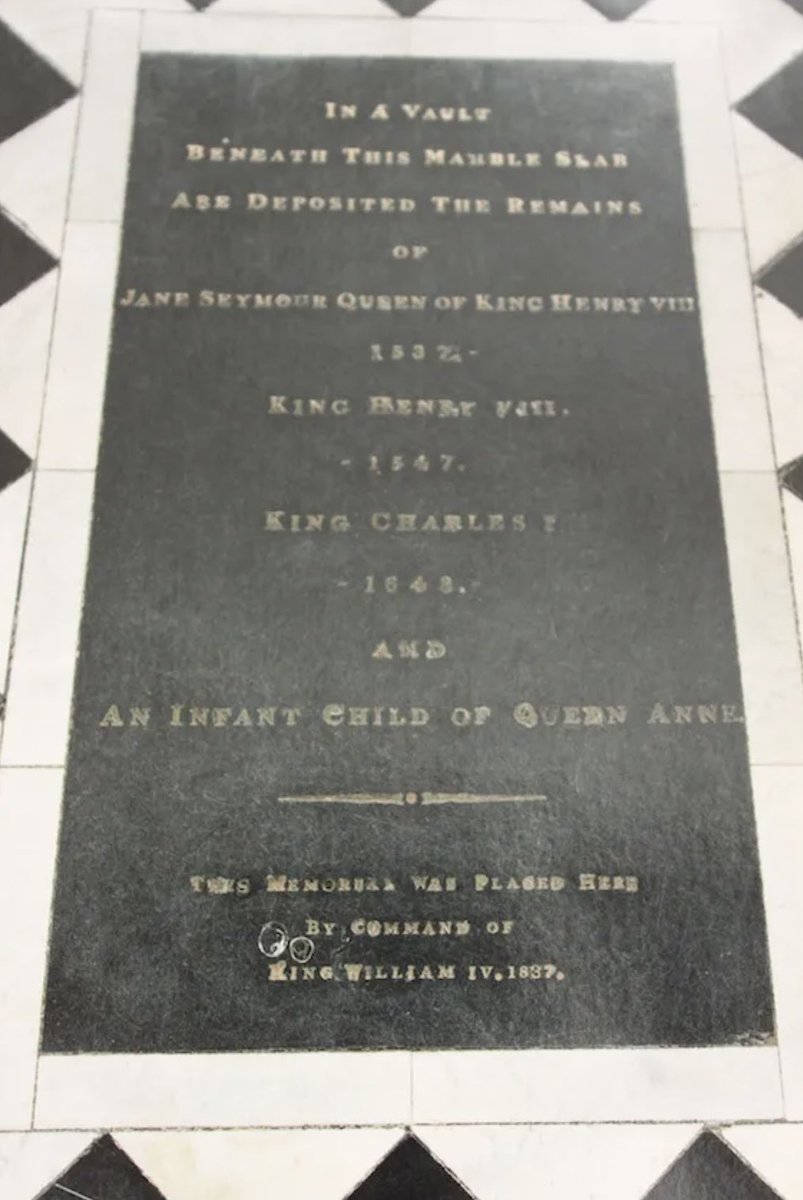 In A Vault
Beneath This Marble Slab
Are Deposited The Remains
of
Jane Seymour Queen of King Henry VIII
1537.
King Henry VIII.
- 1547.
King Charles I
- 1648.-
and
An Infant Child of Queen Anne.
This Memorial was placed Here
By Command of
King William IV. 1837.